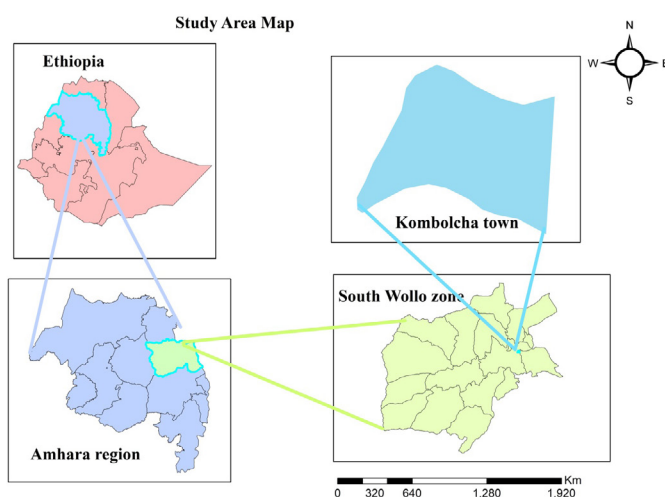 Study Area Map
N
W E
S
Ethiopia
Kombolcha town
South Wollo zone
Amhara region
Km
0 320 640 1.280 1.920